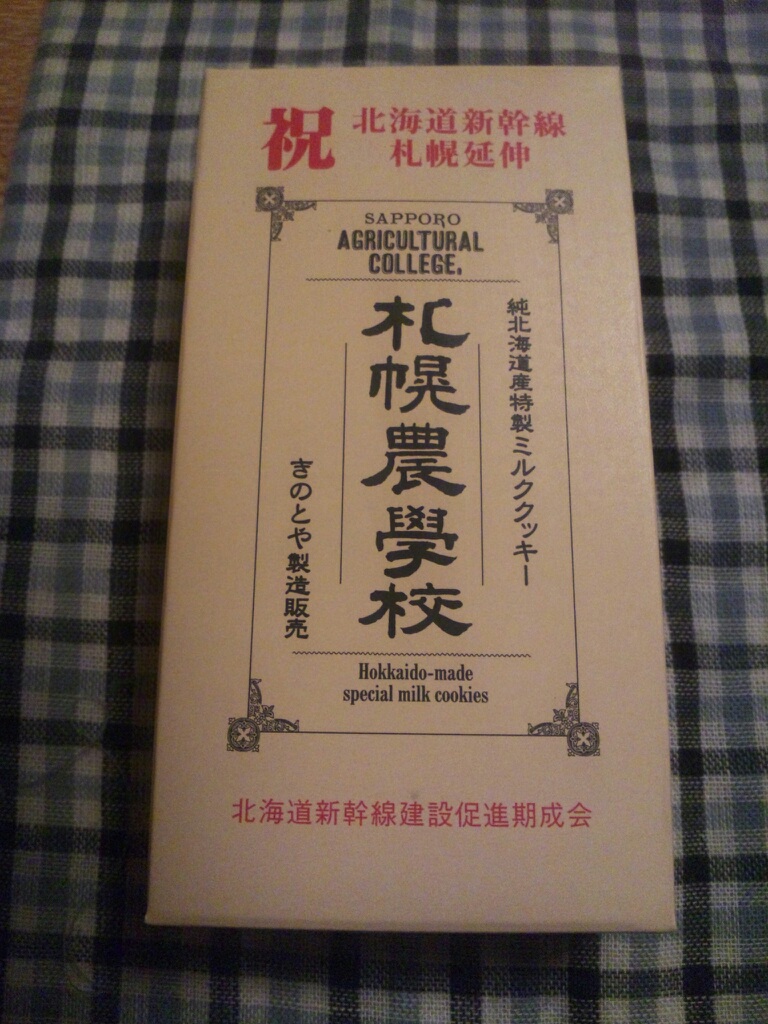 祝 北海道新幹線
札幌延伸
SAPPORO
AGRICULTURAL
COLLEGE.
純北海道産特製ミルククッキー
札幌農學校
きのとや製造販売
Hokkaido-made
special milk cookies
北海道新幹線建設促進期成会